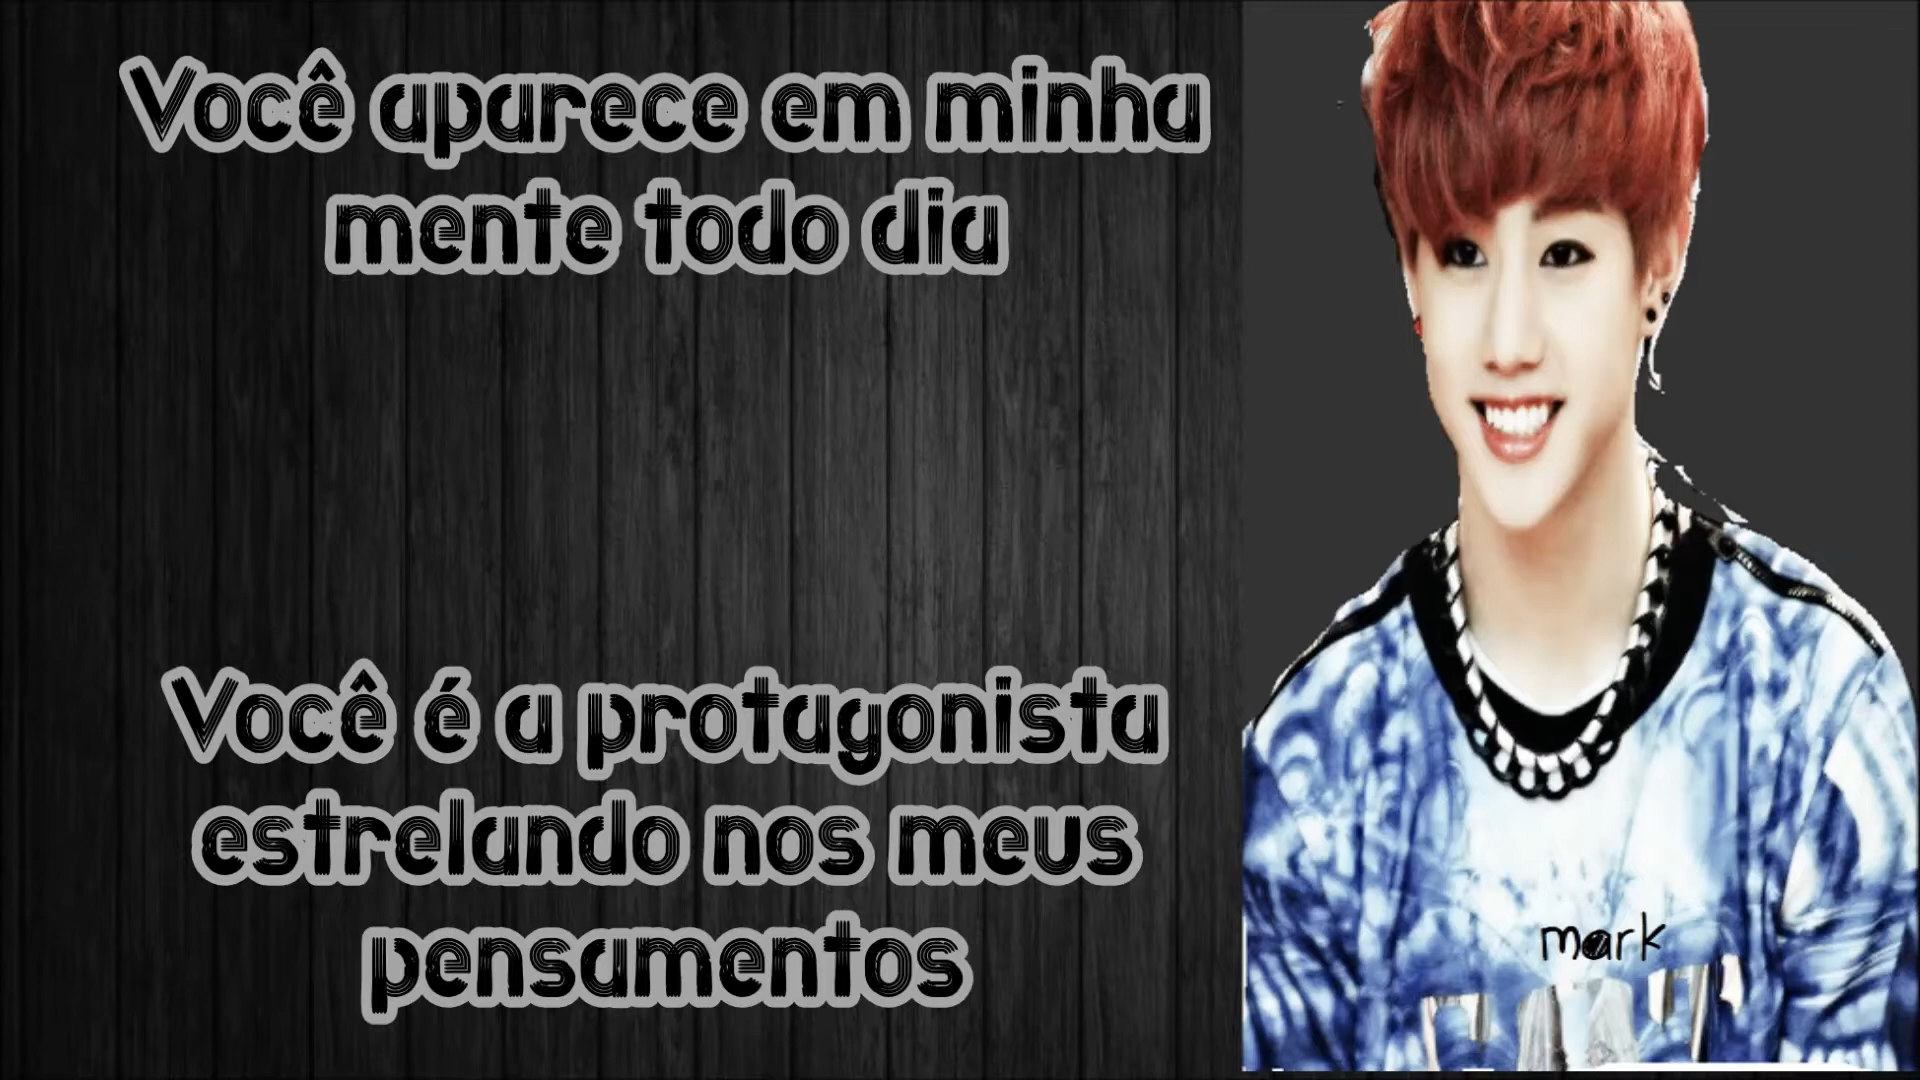 Você aparece em minha
mente todo dia
Você é a protagonista
estrelando nos meus
pensamentos
mark